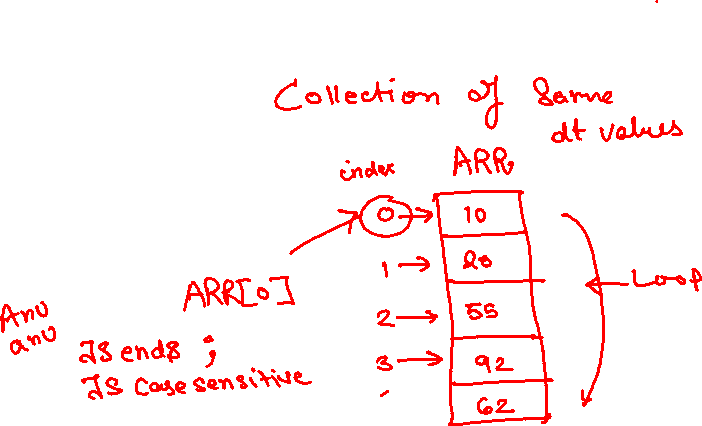 Collection of Same
dt values
index ARR
0 → 10
1 → 20
ARR[0]
← Loop
2 → 55
Anu
anu
JS ends ;
3 → 92
JS Case sensitive
62